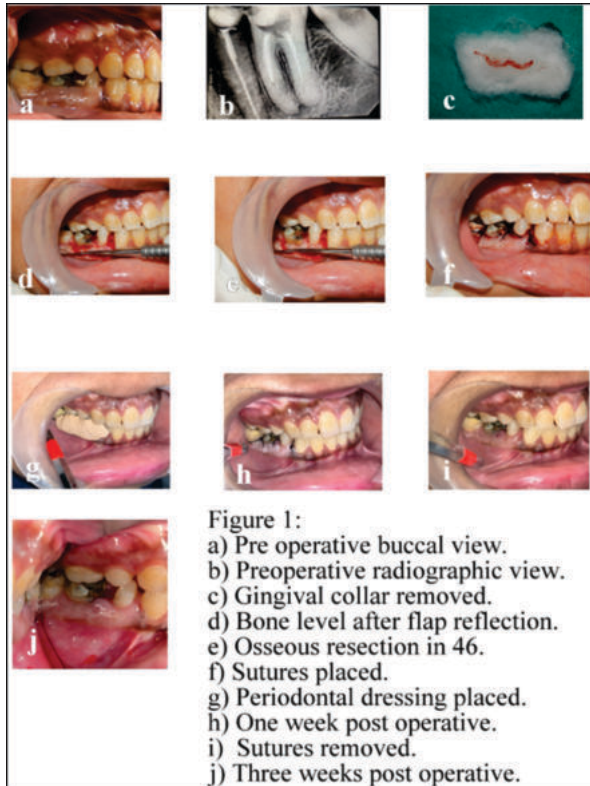 a
b
c
d
e
f
g
h
i
j
Figure 1:
a) Pre operative buccal view.
b) Preoperative radiographic view.
c) Gingival collar removed.
d) Bone level after flap reflection.
e) Osseous resection in 46.
f) Sutures placed.
g) Periodontal dressing placed.
h) One week post operative.
i) Sutures removed.
j) Three weeks post operative.